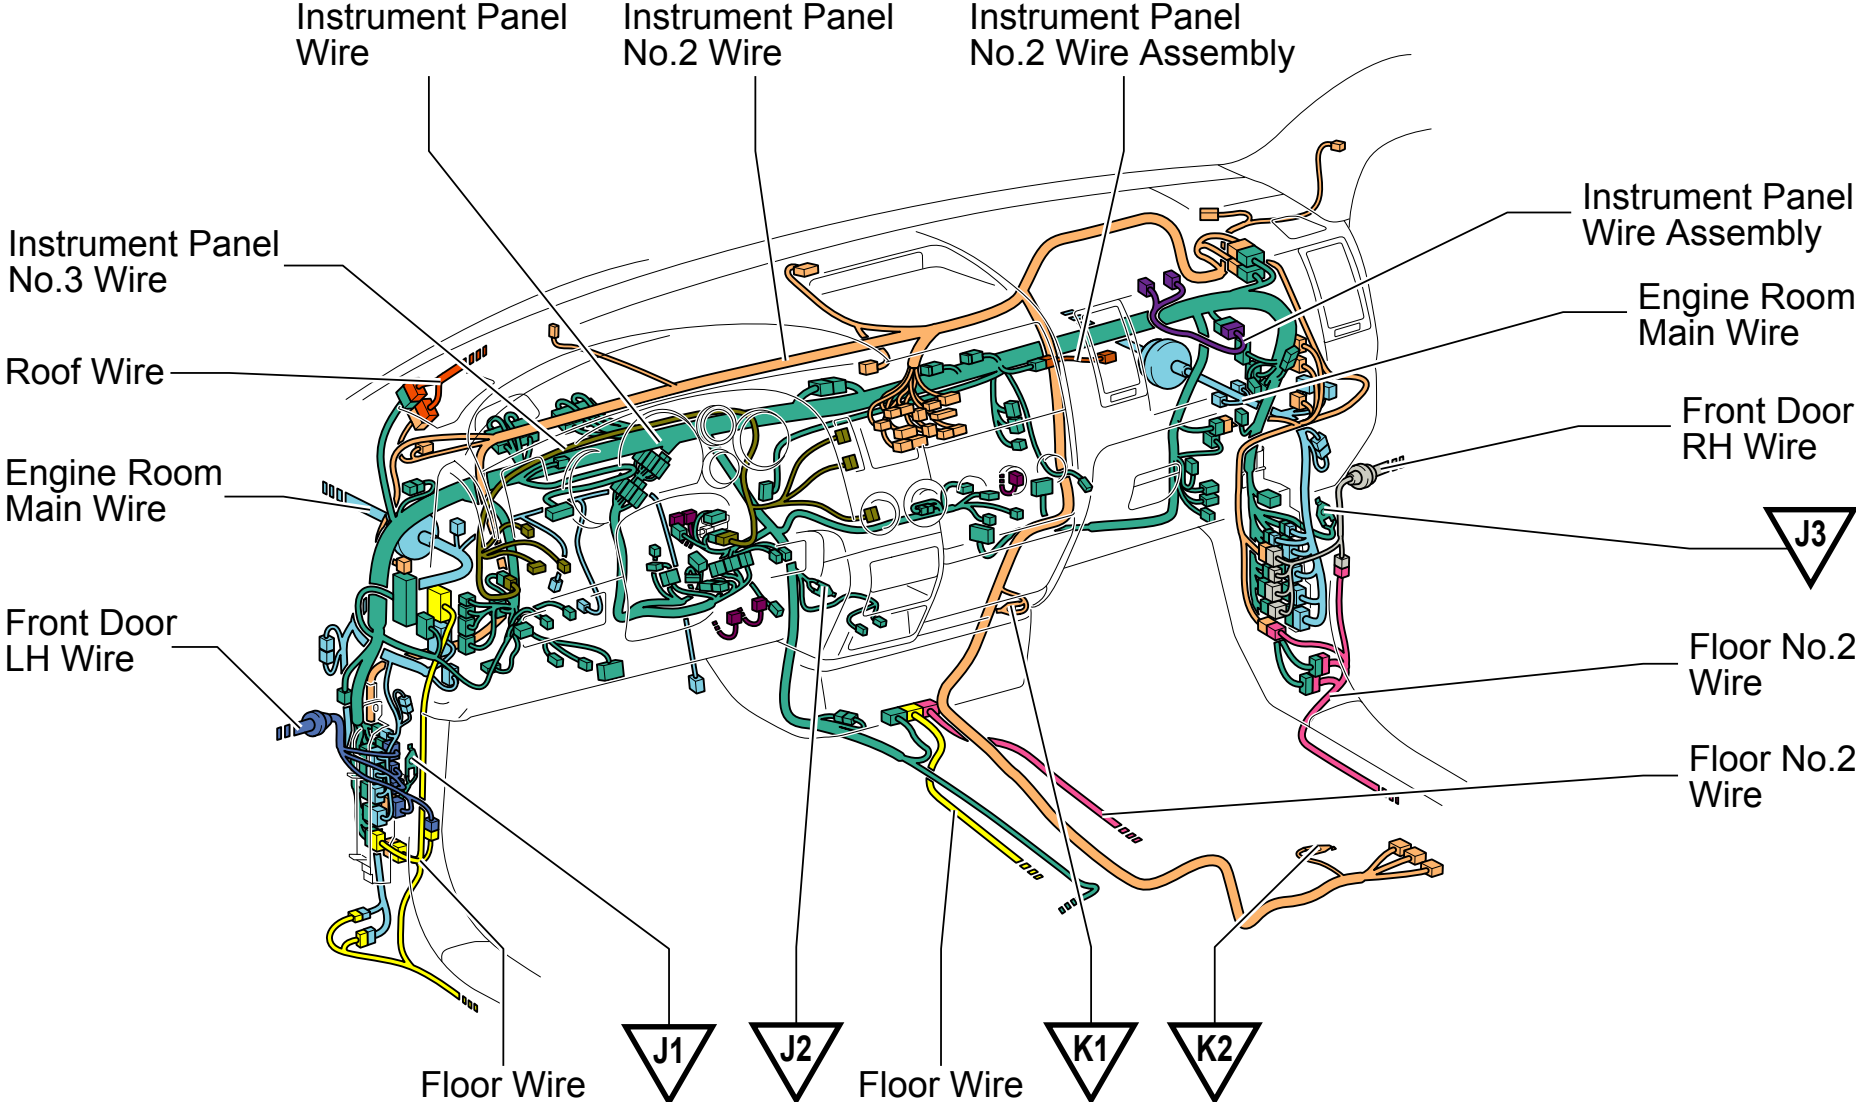 Instrument Panel
Wire
Instrument Panel
No.2 Wire
Instrument Panel
No.2 Wire Assembly
Instrument Panel
Wire Assembly
Instrument Panel
No.3 Wire
Engine Room
Main Wire
Roof Wire
Front Door
RH Wire
Engine Room
Main Wire
J3
Front Door
LH Wire
Floor No.2
Wire
Floor No.2
Wire
J1
J2
K1
K2
Floor Wire
Floor Wire